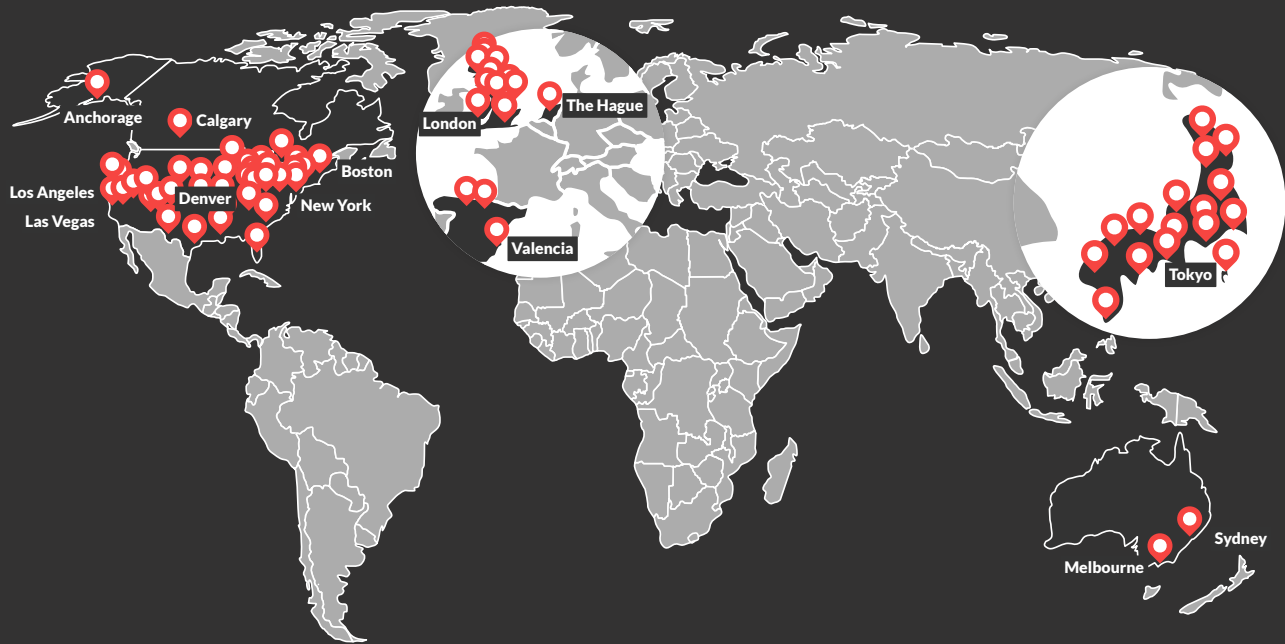 Anchorage
Calgary
The Hague
London
Boston
Los Angeles
Denver
New York
Las Vegas
Valencia
Tokyo
Sydney
Melbourne